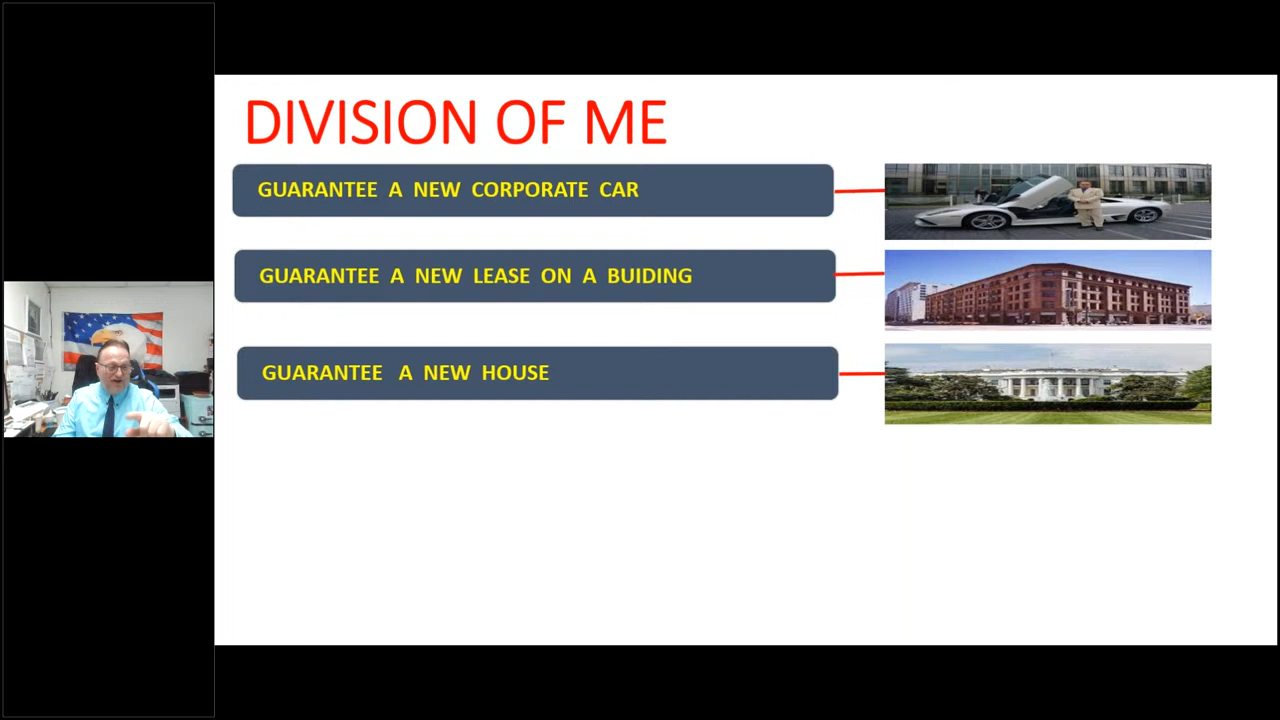 DIVISION OF ME
GUARANTEE A NEW CORPORATE CAR
GUARANTEE A NEW LEASE ON A BUIDING
GUARANTEE A NEW HOUSE